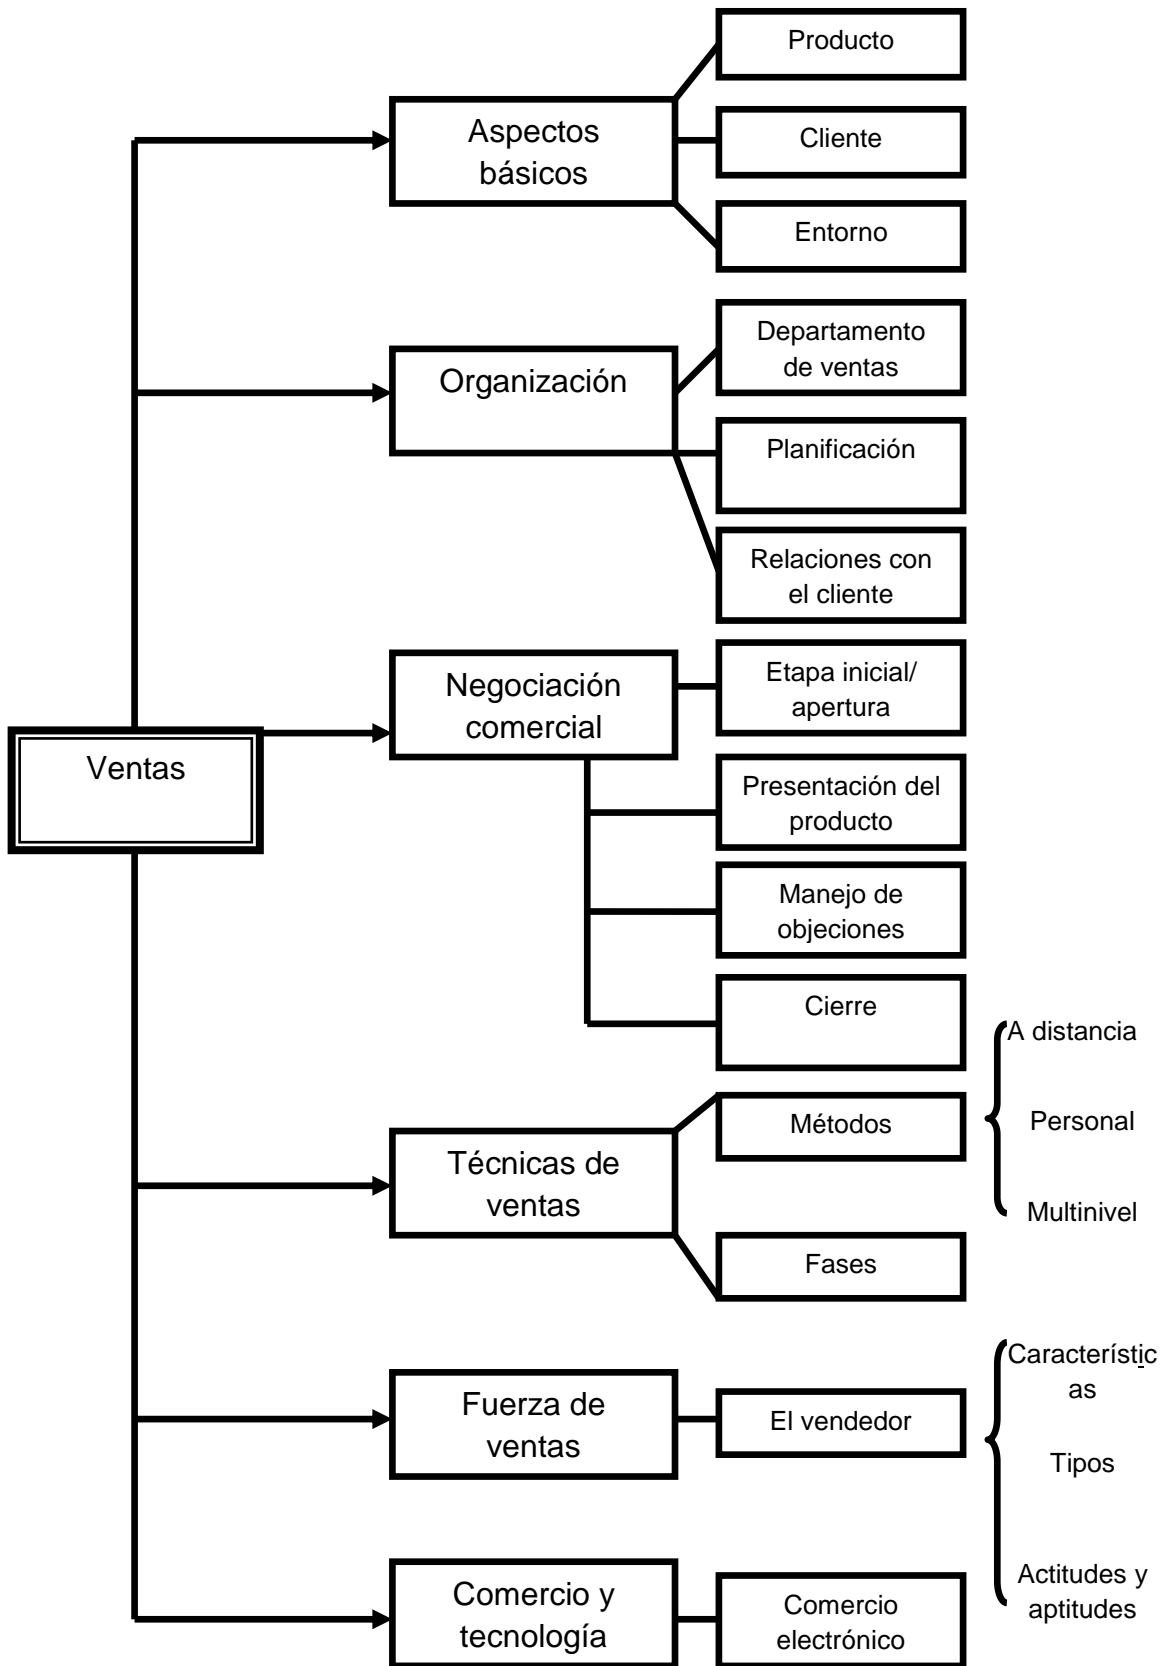 Producto
Aspectos
básicos
Cliente
Entorno
Departamento
de ventas
Organización
Planificación
Relaciones con
el cliente
Negociación
comercial
Etapa inicial/
apertura
Ventas
Presentación del
producto
Manejo de
objeciones
Cierre
A distancia
Métodos
Personal
Técnicas de
ventas
Multinivel
Fases
Característic
as
Fuerza de
ventas
El vendedor
Tipos
Actitudes y
aptitudes
Comercio y
tecnología
Comercio
electrónico